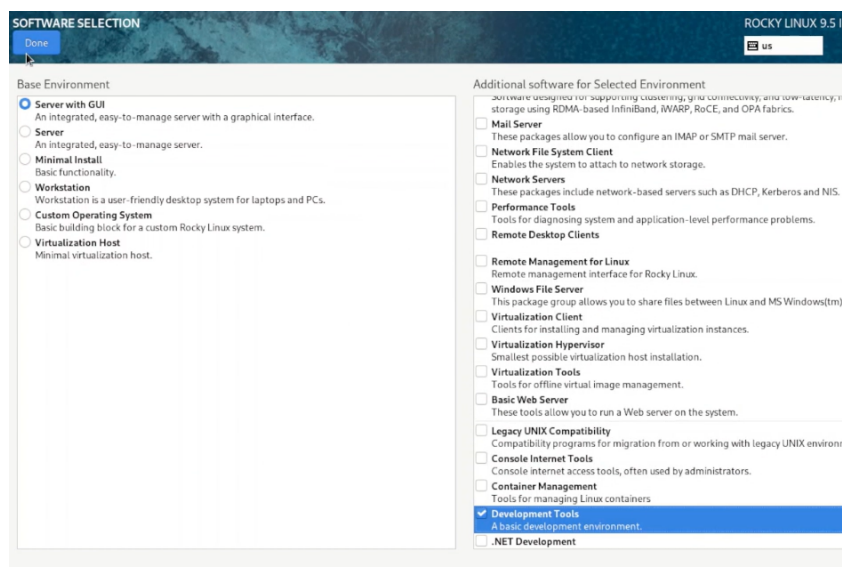 SOFTWARE SELECTION
Done
ROCKY LINUX 9.5
us
Base Environment
Server with GUI
An integrated, easy-to-manage server with a graphical interface.
Server
An integrated, easy-to-manage server.
Minimal Install
Basic functionality.
Workstation
Workstation is a user-friendly desktop system for laptops and PCs.
Custom Operating System
Basic building block for a custom Rocky Linux system.
Virtualization Host
Minimal virtualization host.
Additional software for Selected Environment
Software designed for supporting clustering, grid connectivity, and low-latency,
storage using RDMA-based InfiniBand, iWARP, RoCE, and OPA fabrics.
Mail Server
These packages allow you to configure an IMAP or SMTP mail server.
Network File System Client
Enables the system to attach to network storage.
Network Servers
These packages include network-based servers such as DHCP, Kerberos and NIS.
Performance Tools
Tools for diagnosing system and application-level performance problems.
Remote Desktop Clients
Remote Management for Linux
Remote management interface for Rocky Linux.
Windows File Server
This package group allows you to share files between Linux and MS Windows(tm)
Virtualization Client
Clients for installing and managing virtualization instances.
Virtualization Hypervisor
Smallest possible virtualization host installation.
Virtualization Tools
Tools for offline virtual image management.
Basic Web Server
These tools allow you to run a Web server on the system.
Legacy UNIX Compatibility
Compatibility programs for migration from or working with legacy UNIX
Console Internet Tools
Console internet access tools, often used by administrators.
Container Management
Tools for managing Linux containers
Development Tools
A basic development environment.
.NET Development